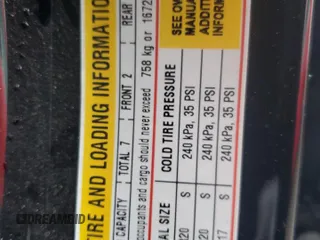 TIRE AND LOADING INFORMATION
CAPACITY TOTAL 7 FRONT 2 REAR
occupants and cargo should never exceed 758 kg or 1672
AL SIZE COLD TIRE PRESSURE SEE OW
MANUA
ADDITI
INFORM
20 S 240 kPa, 35 PSI
20 S 240 kPa, 35 PSI
17 S 240 kPa, 35 PSI
DREAMBID